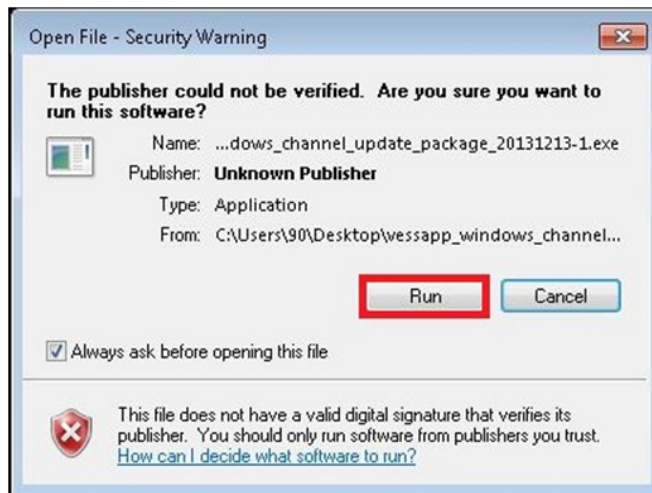 Open File - Security Warning
The publisher could not be verified.  Are you sure you want to
run this software?
Name: ...dows_channel_update_package_20131213-1.exe
Publisher: Unknown Publisher
Type: Application
From: C:\Users\90\Desktop\vessapp_windows_channel...
Run Cancel
Always ask before opening this file
This file does not have a valid digital signature that verifies its
publisher.  You should only run software from publishers you trust.
How can I decide what software to run?